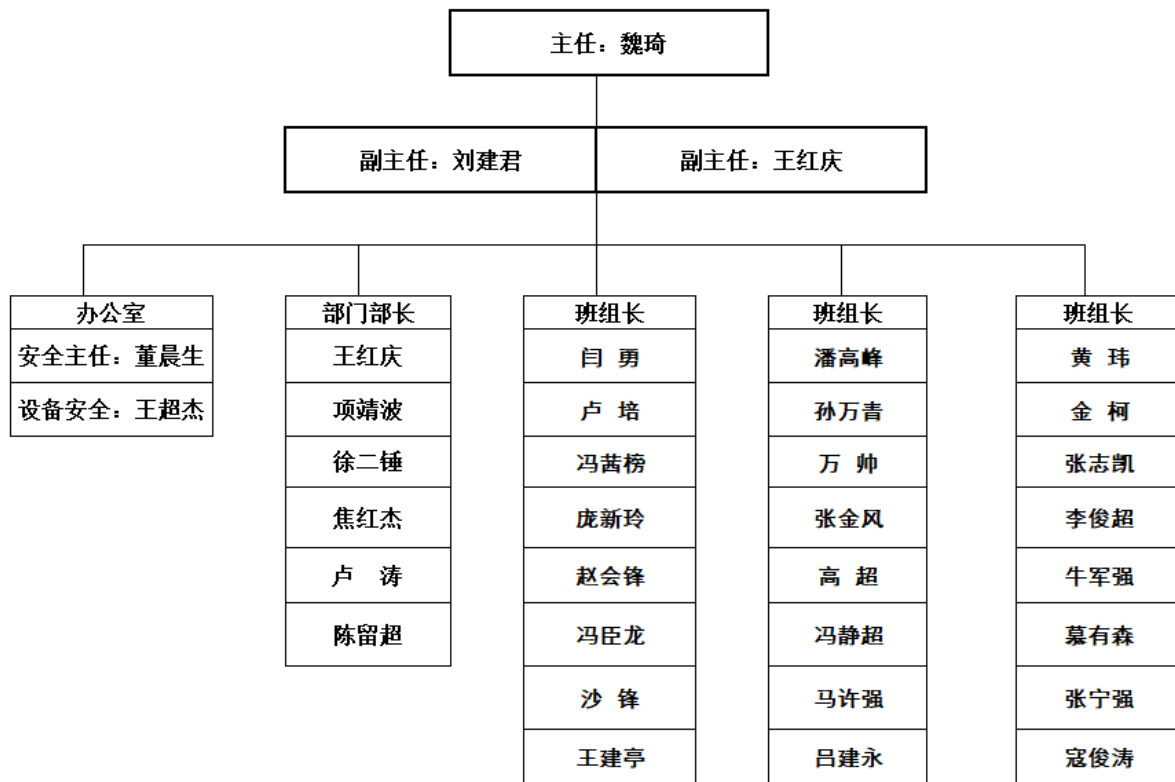 主任：魏琦
副主任：刘建君
副主任：王红庆
办公室
安全主任：董晨生
设备安全：王超杰
部门部长
王红庆
项靖波
徐二锤
焦红杰
卢 涛
陈留超
班组长
闫 勇
卢 培
冯茜榜
庞新玲
赵会锋
冯臣龙
沙 锋
王建亭
班组长
潘高峰
孙万青
万 帅
张金风
高 超
冯静超
马许强
吕建永
班组长
黄 玮
金 柯
张志凯
李俊超
牛军强
慕有森
张宁强
寇俊涛